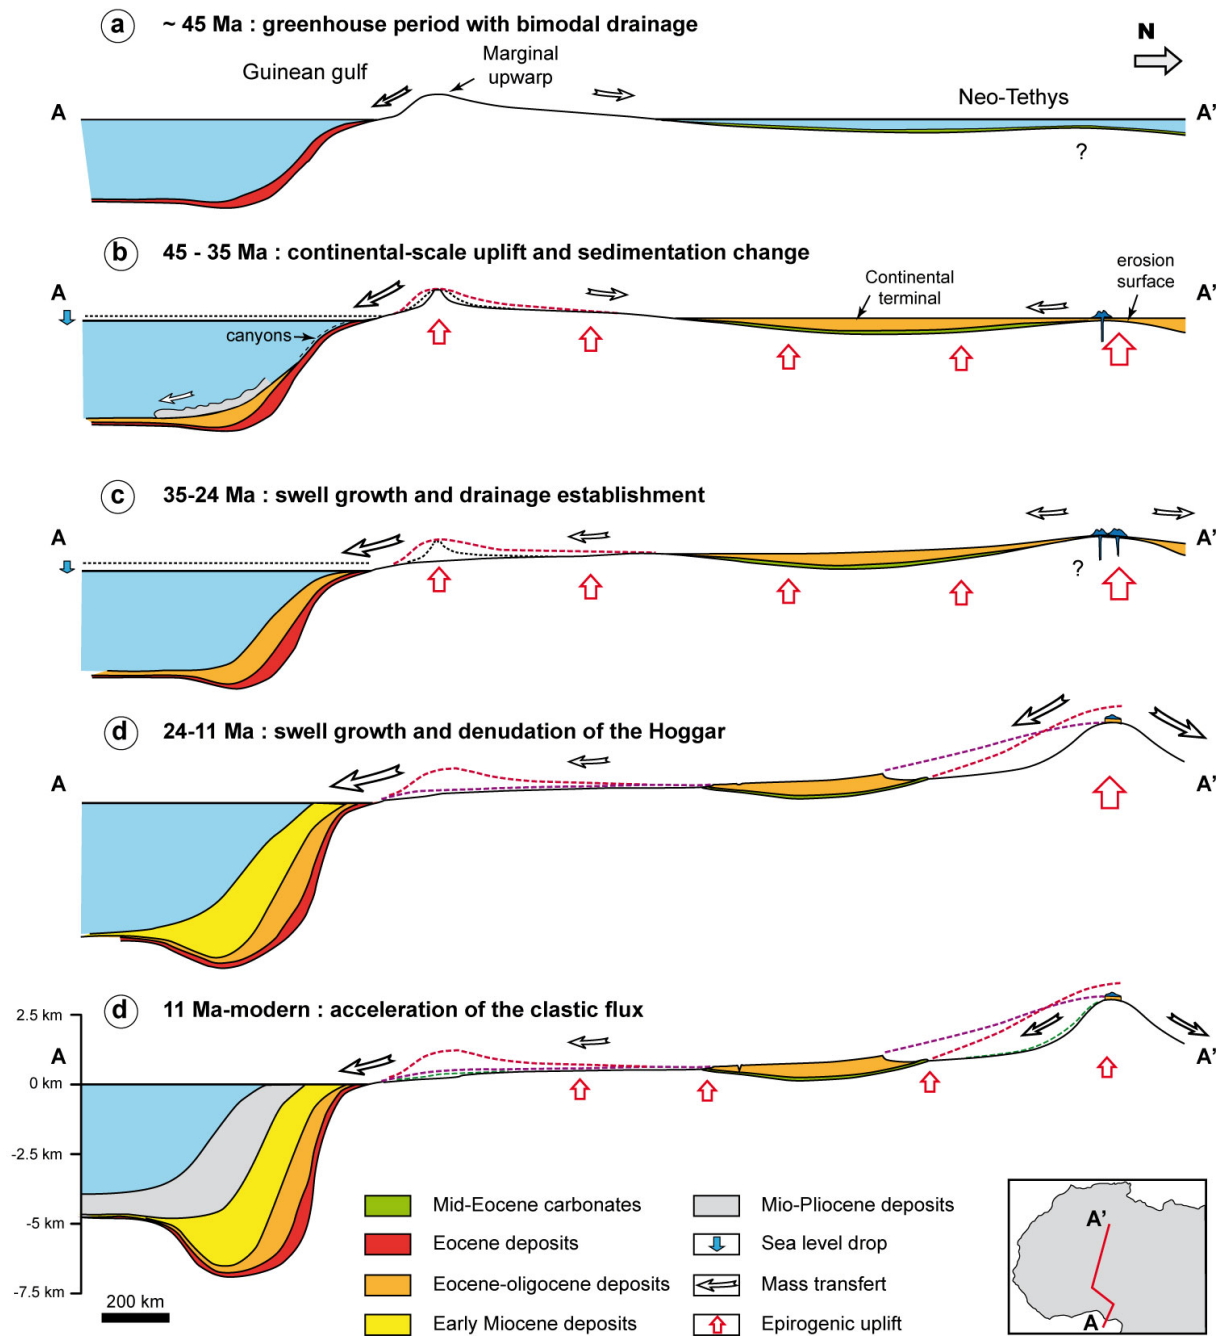 a ~ 45 Ma : greenhouse period with bimodal drainage
N
Guinean gulf
Marginal
upwarp
Neo-Tethys
A
A'
?
b 45 - 35 Ma : continental-scale uplift and sedimentation change
A
Continental
terminal
erosion
surface
A'
canyons
c 35-24 Ma : swell growth and drainage establishment
A
A'
?
d 24-11 Ma : swell growth and denudation of the Hoggar
A
A'
d 11 Ma-modern : acceleration of the clastic flux
2.5 km
A
A'
0 km
-2.5 km
-5 km
-7.5 km
200 km
Mid-Eocene carbonates
Eocene deposits
Eocene-oligocene deposits
Early Miocene deposits
Mio-Pliocene deposits
Sea level drop
Mass transfert
Epirogenic uplift
A'
A